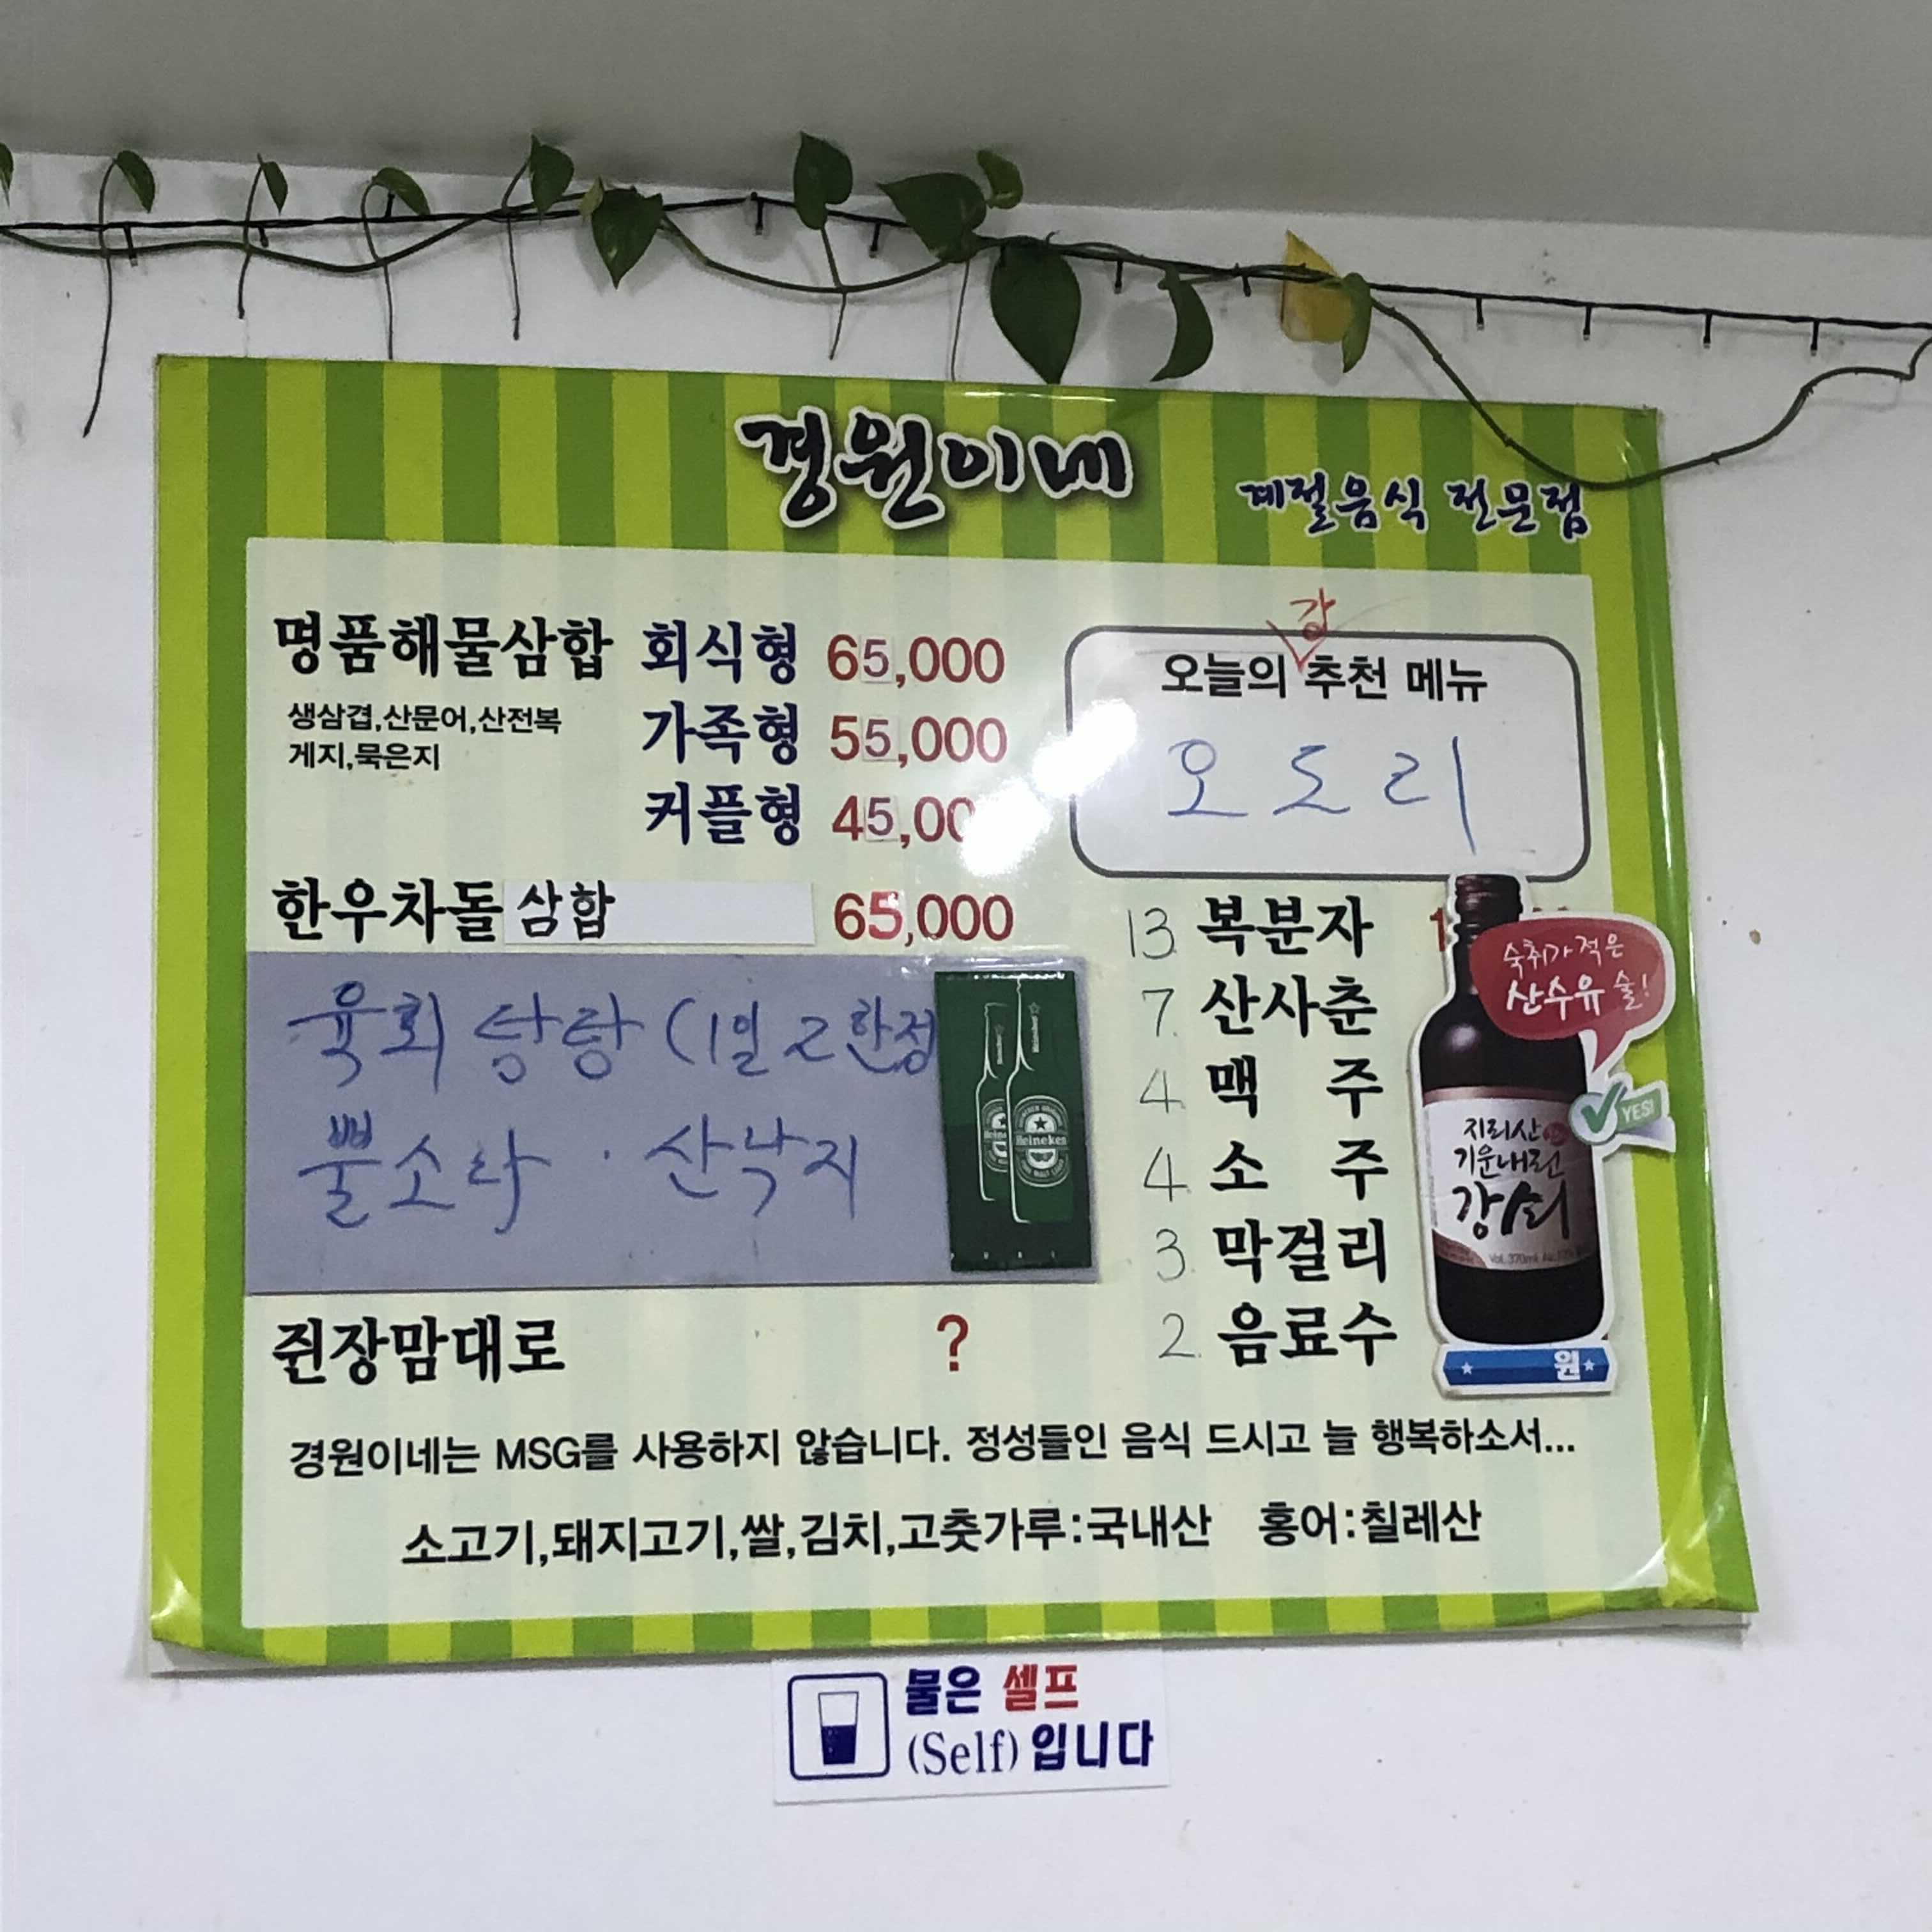 경원이네
계절음식 전문점
명품해물삼합 회식형 65,000
생삼겹,산문어,산전복
게지,묵은지
가족형 55,000
커플형 45,00
한우차돌 삼합 65,000
육회 탕탕 (1일 2 한정
뿔소라 · 산낙지
쥔장맘대로 ?
강
오늘의 추천 메뉴
오도리
13. 복분자
7. 산사춘
4. 맥주
4. 소주
3. 막걸리
2. 음료수
숙취가 적은
산수유 술!
YES!
지리산
기운내린
강쇠
원
Heineken
경원이네는 MSG를 사용하지 않습니다. 정성들인 음식 드시고 늘 행복하소서...
소고기,돼지고기,쌀,김치,고춧가루:국내산 홍어:칠레산
물은 셀프
(Self) 입니다